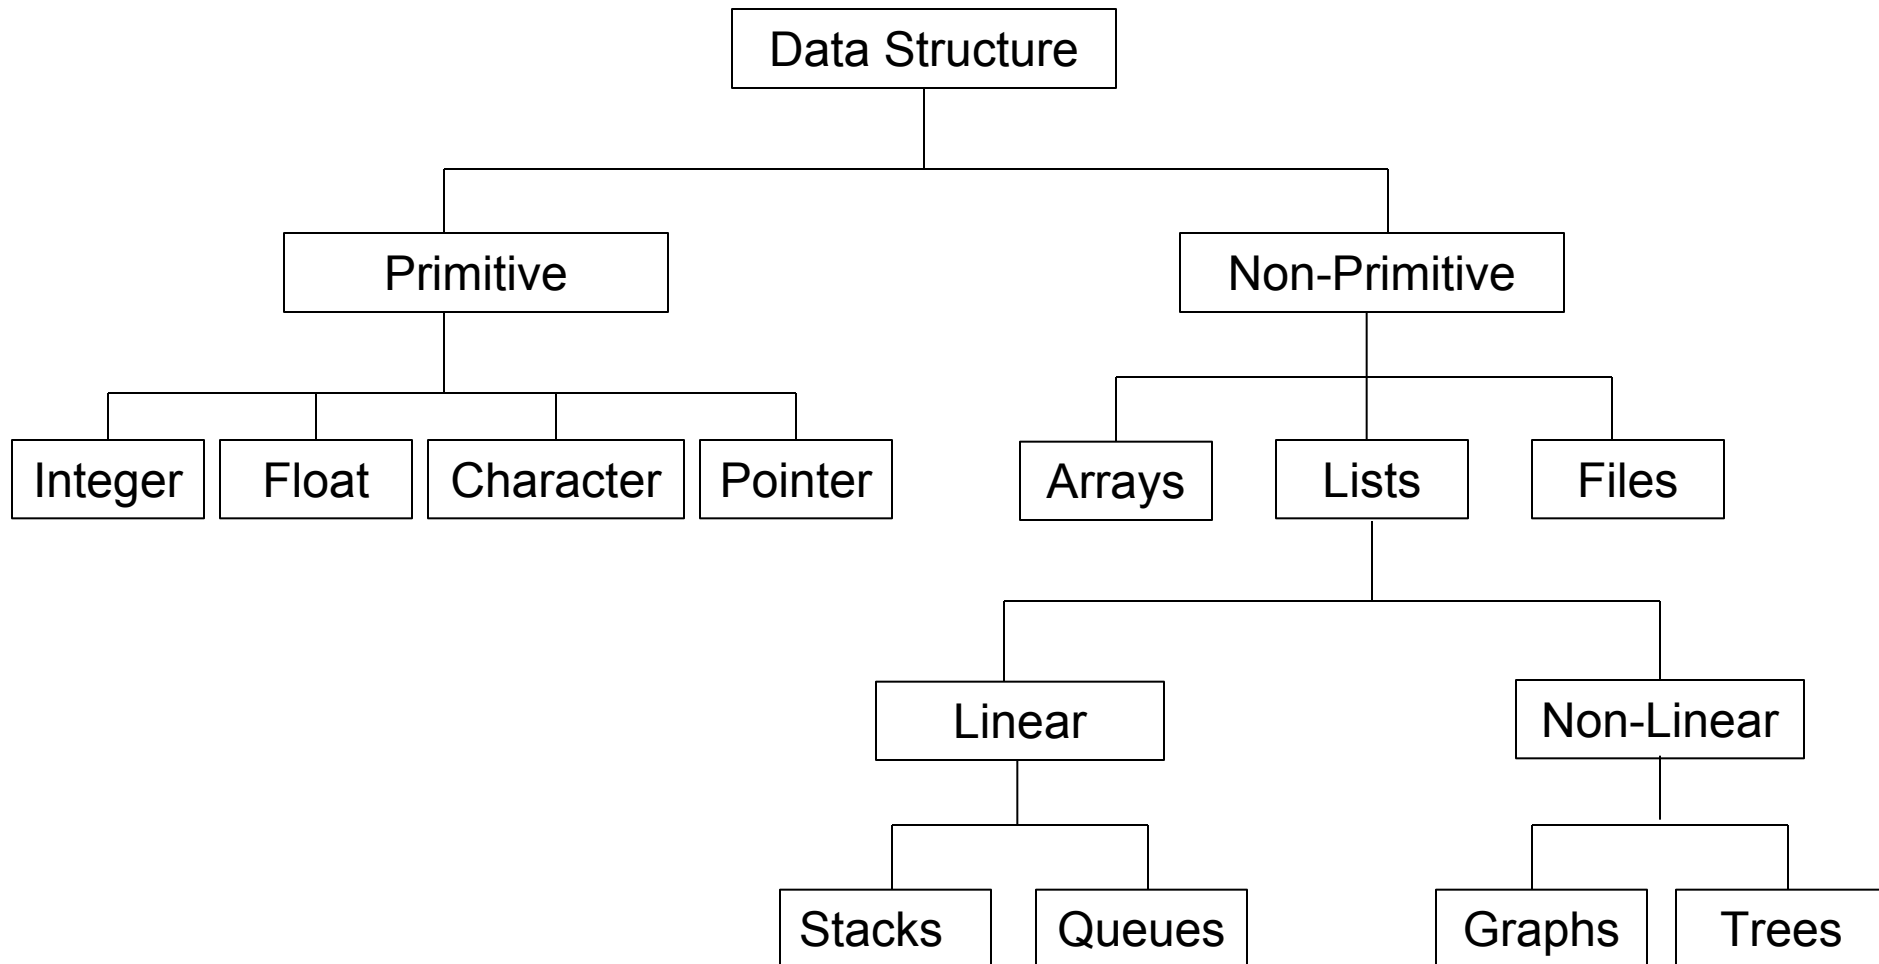 Data Structure
Primitive
Non-Primitive
Integer
Float
Character
Pointer
Arrays
Lists
Files
Linear
Non-Linear
Stacks
Queues
Graphs
Trees